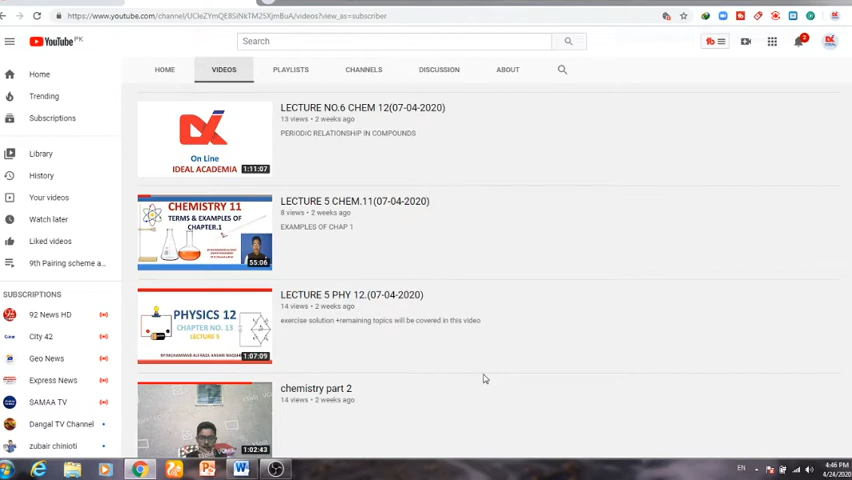 https://www.youtube.com/channel/UCleZYmQE8SiNkTM25XjmBuA/videos?view_as=subscriber
YouTube PK
Search
2
HOME
VIDEOS
PLAYLISTS
CHANNELS
DISCUSSION
ABOUT
Home
Trending
Subscriptions
Library
History
Your videos
Watch later
Liked videos
9th Pairing scheme a...
SUBSCRIPTIONS
92 News HD
City 42
Geo News
Express News
SAMAA TV
Dangal TV Channel
zubair chinioti
On Line
IDEAL ACADEMIA
1:11:07
LECTURE NO.6 CHEM 12(07-04-2020)
13 views • 2 weeks ago
PERIODIC RELATIONSHIP IN COMPOUNDS
CHEMISTRY 11
TERMS & EXAMPLES OF
CHAPTER.1
55:06
LECTURE 5 CHEM.11(07-04-2020)
8 views • 2 weeks ago
EXAMPLES OF CHAP 1
PHYSICS 12
CHAPTER NO. 13
LECTURE 5
1:07:09
LECTURE 5 PHY 12.(07-04-2020)
14 views • 2 weeks ago
exercise solution +remaining topics will be covered in this video
1:02:43
chemistry part 2
14 views • 2 weeks ago
EN
4:46 PM
4/24/2020